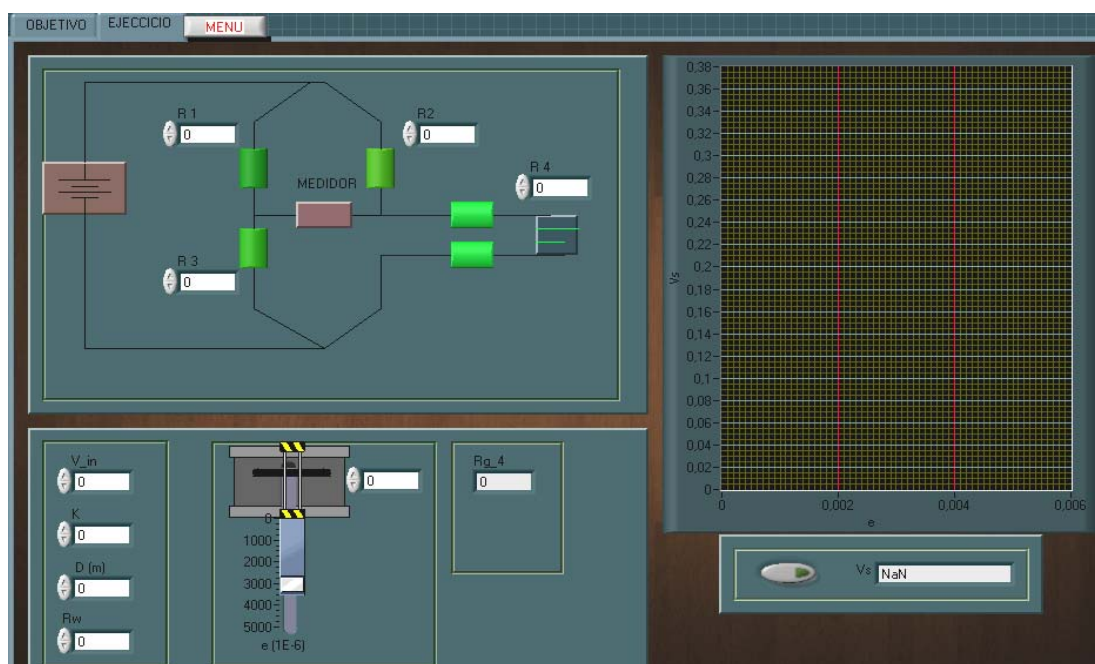 OBJETIVO
EJECCICIO
MENU
R 1
0
R2
0
MEDIDOR
R 4
0
R 3
0
V_in
0
K
0
D (m)
0
Rw
0
0
0
1000
2000
3000
4000
5000
e (1E-6)
Rg_4
0
0,38
0,36
0,34
0,32
0,3
0,28
0,26
0,24
0,22
0,2
0,18
0,16
0,14
0,12
0,1
0,08
0,06
0,04
0,02
0
Vs
0
0,002
0,004
0,006
e
Vs
NaN